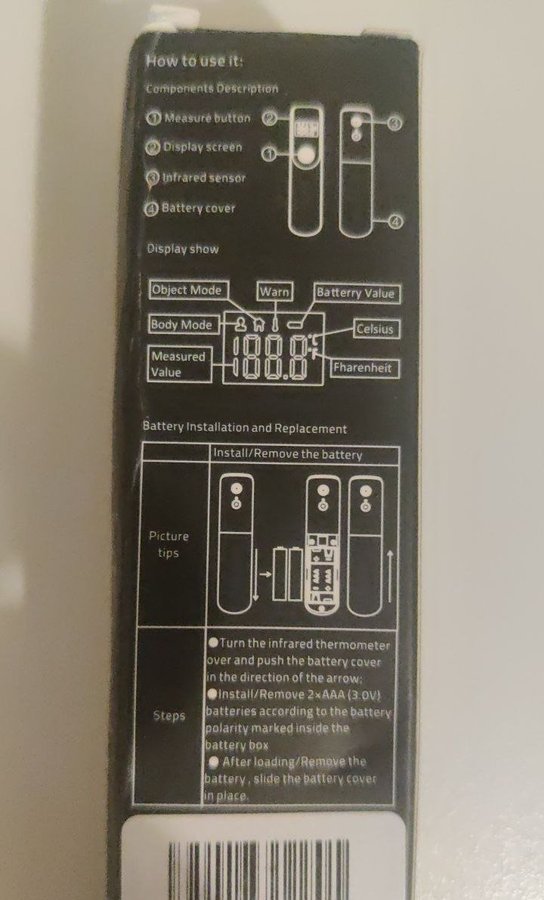 How to use it:
Components Description
① Measure button
② Display screen
③ Infrared sensor
④ Battery cover
② ③
① ④
Display show
Object Mode Warn Batterry Value
Body Mode Celsius
Measured
Value
Fharenheit
188.8
°C
°F
Battery Installation and Replacement
Install/Remove the battery
Picture
tips
AAA AAA
Steps
●Turn the infrared thermometer
over and push the battery cover
in the direction of the arrow;
●Install/Remove 2×AAA (3.0V)
batteries according to the battery
polarity marked inside the
battery box
● After loading/Remove the
battery , slide the battery cover
in place.